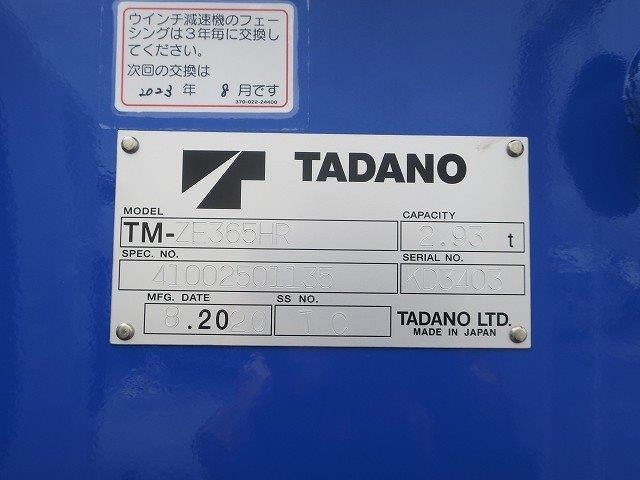 ウインチ減速機のフェー
シングは3年毎に交換し
てください。
次回の交換は
2023 年 8 月です
370-022-24400
TADANO
MODEL CAPACITY
TM-ZE365HR 2.93 t
SPEC. NO. SERIAL NO.
41002501135 KD3403
MFG. DATE SS NO.
8.2020 TC TADANO LTD.
MADE IN JAPAN